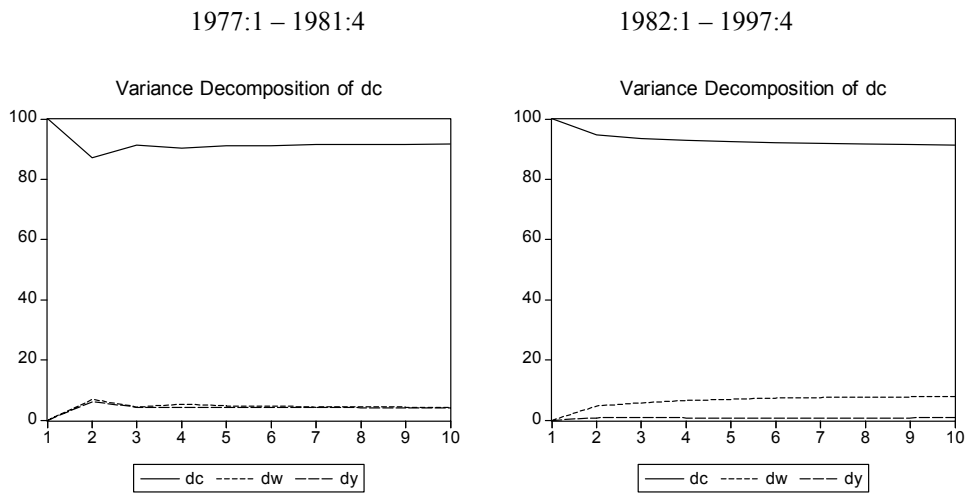 1977:1 – 1981:4
1982:1 – 1997:4
Variance Decomposition of dc
100
80
60
40
20
0
1 2 3 4 5 6 7 8 9 10
dc dw dy
Variance Decomposition of dc
100
80
60
40
20
0
1 2 3 4 5 6 7 8 9 10
dc dw dy